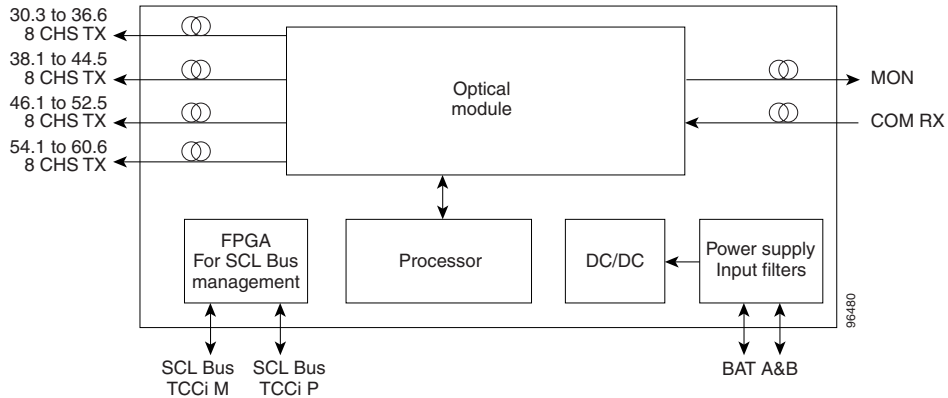 30.3 to 36.6
8 CHS TX
38.1 to 44.5
8 CHS TX
46.1 to 52.5
8 CHS TX
54.1 to 60.6
8 CHS TX
Optical
module
MON
COM RX
FPGA
For SCL Bus
management
Processor
DC/DC
Power supply
Input filters
96480
SCL Bus
TCCi M
SCL Bus
TCCi P
BAT A&B